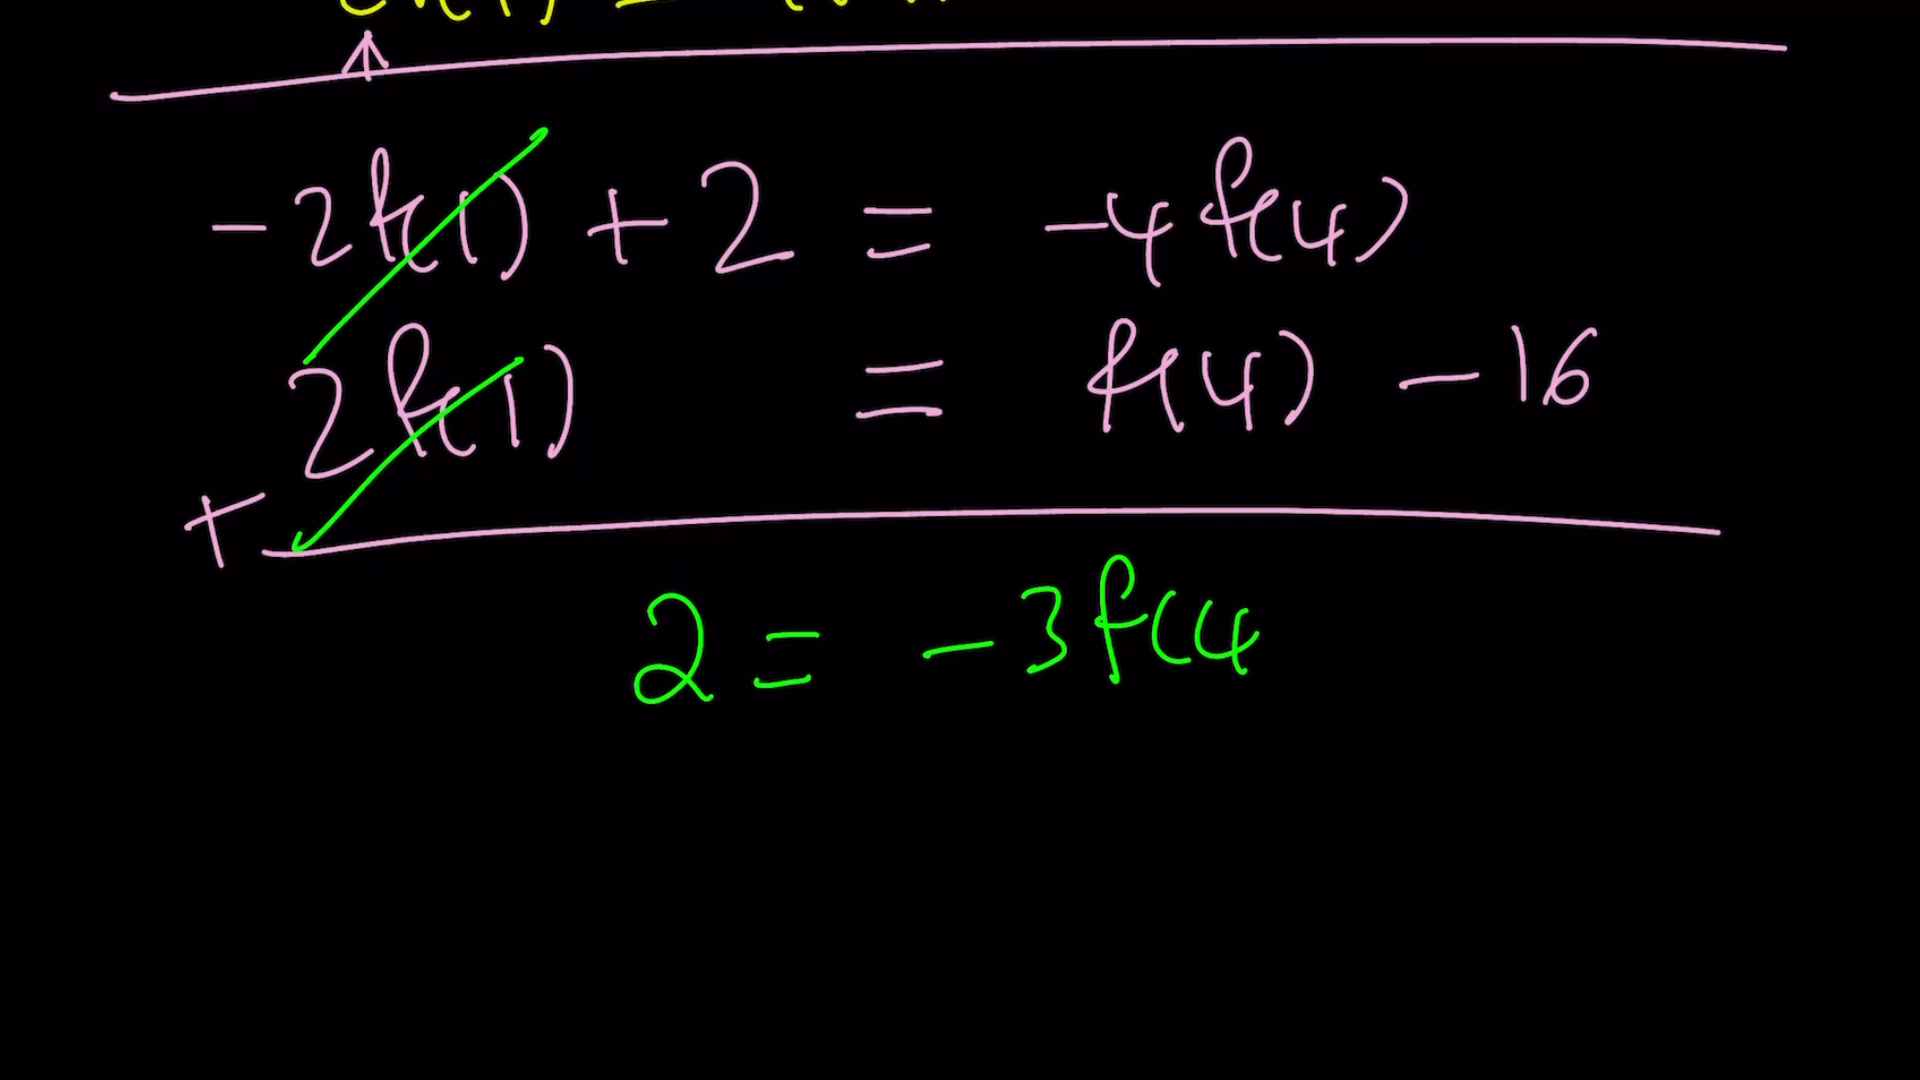 -2f(1) + 2 = -4f(4)
2f(1) = f(4) - 16
+
2 = -3f(4